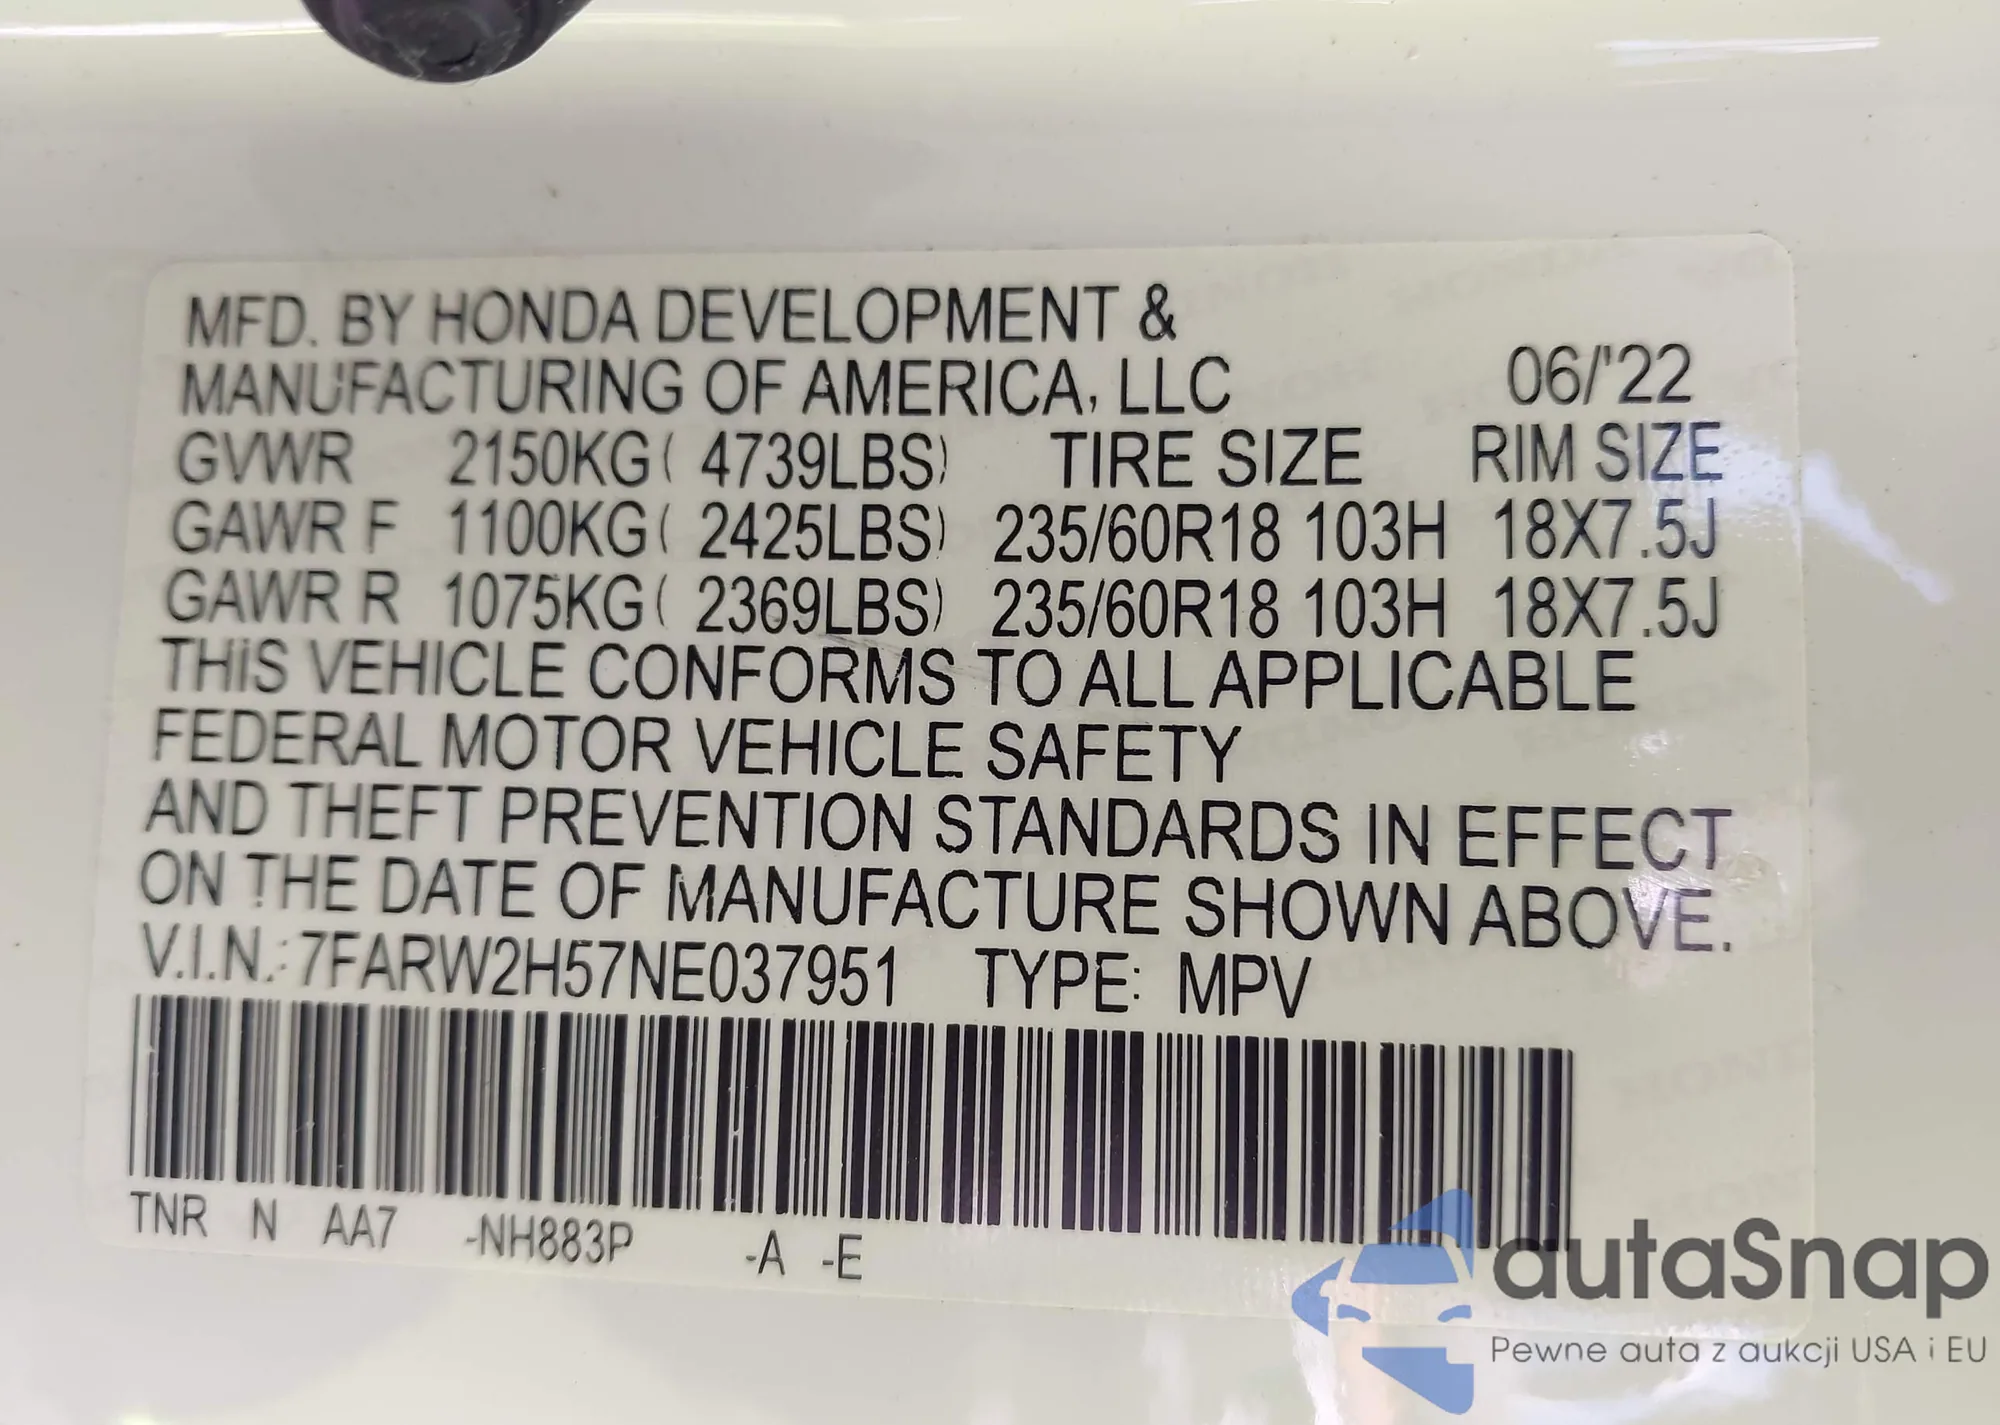 MFD. BY HONDA DEVELOPMENT &
MANUFACTURING OF AMERICA, LLC 06/'22
GVWR 2150KG( 4739LBS) TIRE SIZE RIM SIZE
GAWR F 1100KG( 2425LBS) 235/60R18 103H 18X7.5J
GAWR R 1075KG( 2369LBS) 235/60R18 103H 18X7.5J
THIS VEHICLE CONFORMS TO ALL APPLICABLE
FEDERAL MOTOR VEHICLE SAFETY
AND THEFT PREVENTION STANDARDS IN EFFECT
ON THE DATE OF MANUFACTURE SHOWN ABOVE.
V.I.N.:7FARW2H57NE037951 TYPE: MPV
TNR N AA7 -NH883P -A -E
autaSnap
Pewne auta z aukcji USA i EU